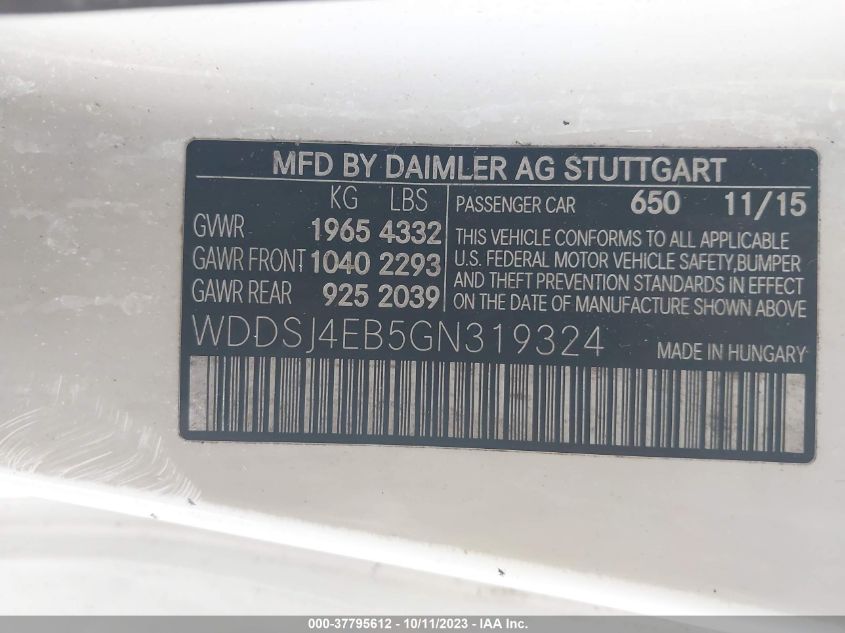 MFD BY DAIMLER AG STUTTGART
KG LBS
GVWR 1965 4332
GAWR FRONT 1040 2293
GAWR REAR 925 2039
PASSENGER CAR 650 11/15
THIS VEHICLE CONFORMS TO ALL APPLICABLE
U.S. FEDERAL MOTOR VEHICLE SAFETY,BUMPER
AND THEFT PREVENTION STANDARDS IN EFFECT
ON THE DATE OF MANUFACTURE SHOWN ABOVE
WDDSJ4EB5GN319324
MADE IN HUNGARY
000-37795612 - 10/11/2023 - IAA Inc.